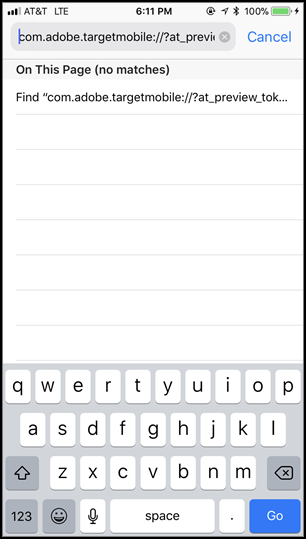 AT&T LTE 6:11 PM 100%
com.adobe.targetmobile://?at_previe Cancel
On This Page (no matches)
Find “com.adobe.targetmobile://?at_preview_tok...
q w e r t y u i o p
a s d f g h j k l
z x c v b n m
123 space . Go